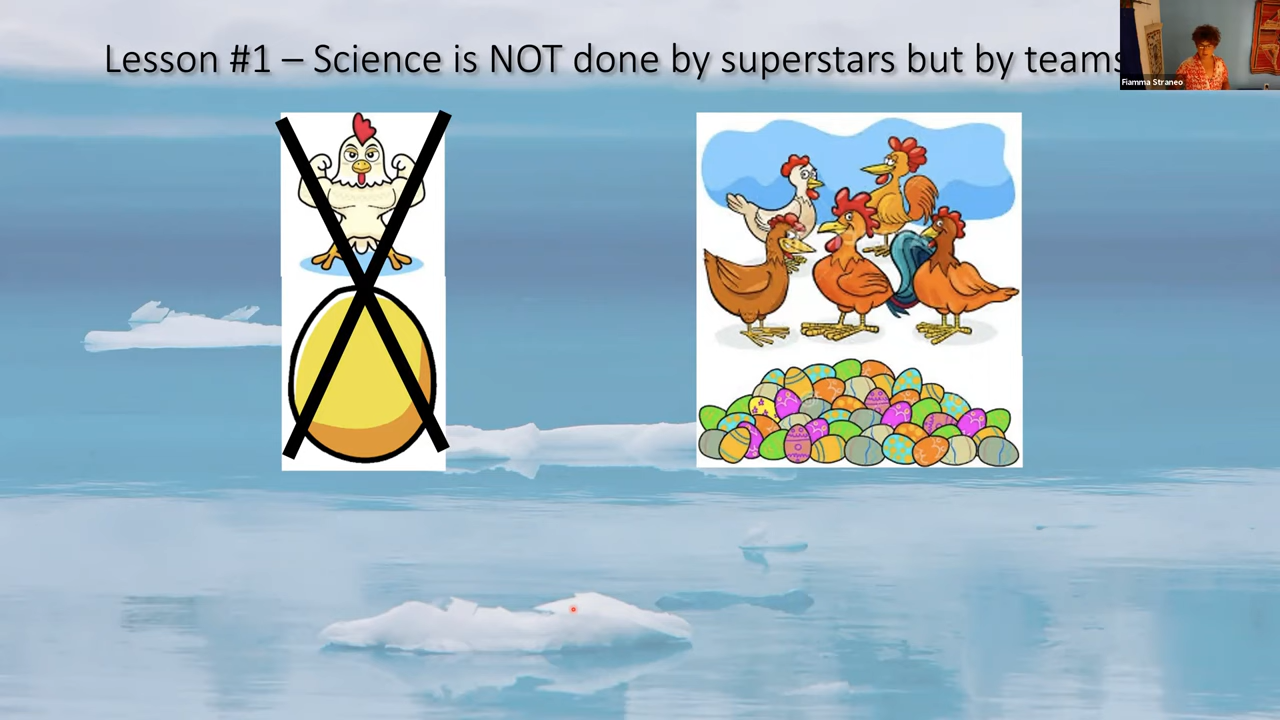 Lesson #1 – Science is NOT done by superstars but by teams
Fiamma Straneo